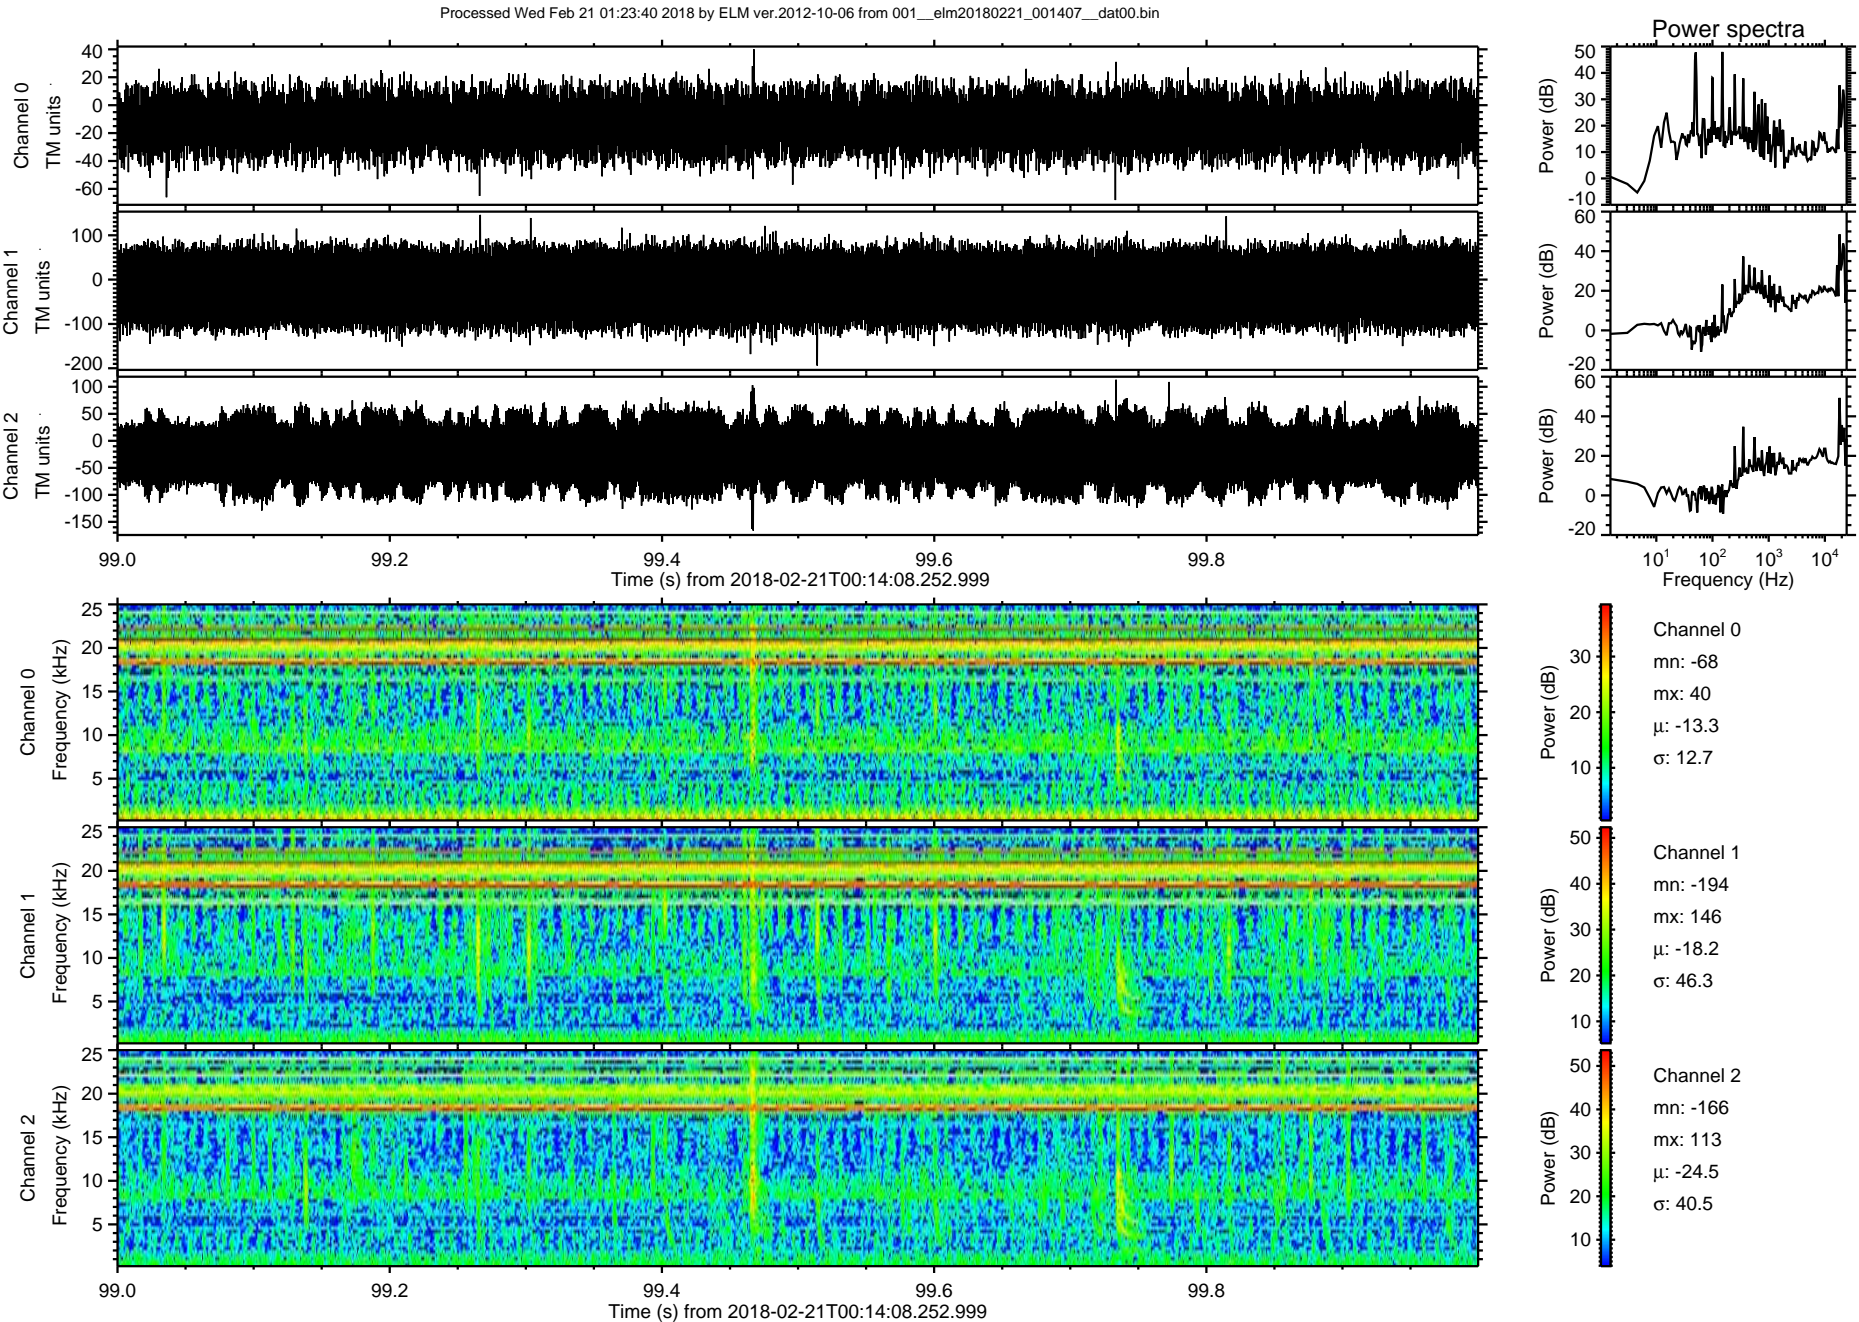 Processed Wed Feb 21 01:23:40 2018 by ELM ver.2012-10-06 from 001__elm20180221_001407__dat00.bin
Power spectra
Channel 0
TM units
40
20
0
-20
-40
-60
Power (dB)
50
40
30
20
10
0
-10
Channel 1
TM units
100
0
-100
-200
Power (dB)
60
40
20
0
-20
Channel 2
TM units
100
50
0
-50
-100
-150
Power (dB)
60
40
20
0
-20
99.0 99.2 99.4 99.6 99.8
Time (s) from 2018-02-21T00:14:08.252.999
10¹ 10² 10³ 10⁴
Frequency (Hz)
Channel 0
Frequency (kHz)
25
20
15
10
5
Power (dB)
30
20
10
Channel 0
mn: -68
mx: 40
μ: -13.3
σ: 12.7
Channel 1
Frequency (kHz)
25
20
15
10
5
Power (dB)
50
40
30
20
10
Channel 1
mn: -194
mx: 146
μ: -18.2
σ: 46.3
Channel 2
Frequency (kHz)
25
20
15
10
5
Power (dB)
50
40
30
20
10
Channel 2
mn: -166
mx: 113
μ: -24.5
σ: 40.5
99.0 99.2 99.4 99.6 99.8
Time (s) from 2018-02-21T00:14:08.252.999